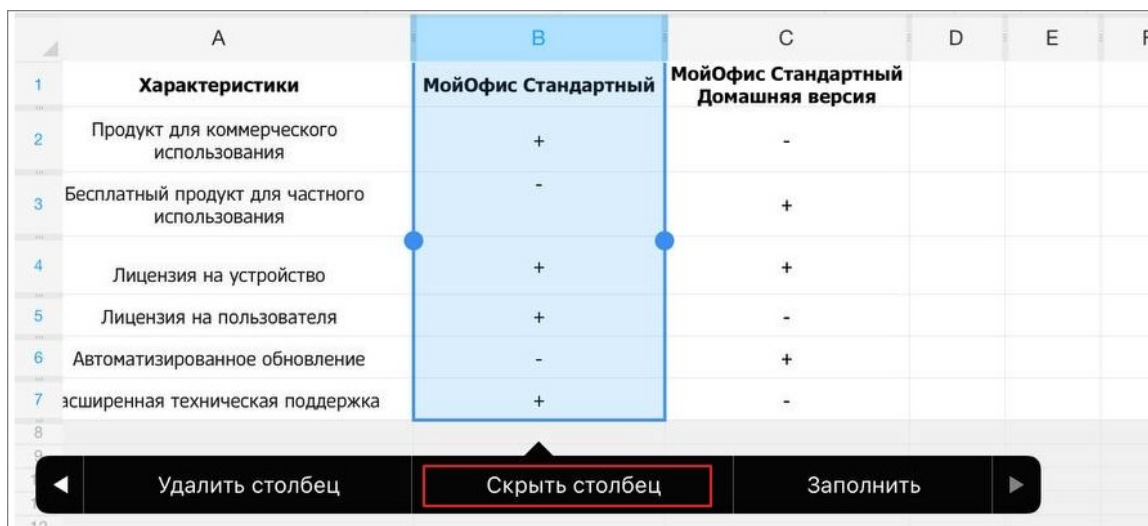 A B C D E
1 Характеристики МойОфис Стандартный МойОфис Стандартный
Домашняя версия
2 Продукт для коммерческого
использования + -
3 Бесплатный продукт для частного
использования - +
4 Лицензия на устройство + +
5 Лицензия на пользователя + -
6 Автоматизированное обновление - +
7 асширенная техническая поддержка + -
8
Удалить столбец Скрыть столбец Заполнить